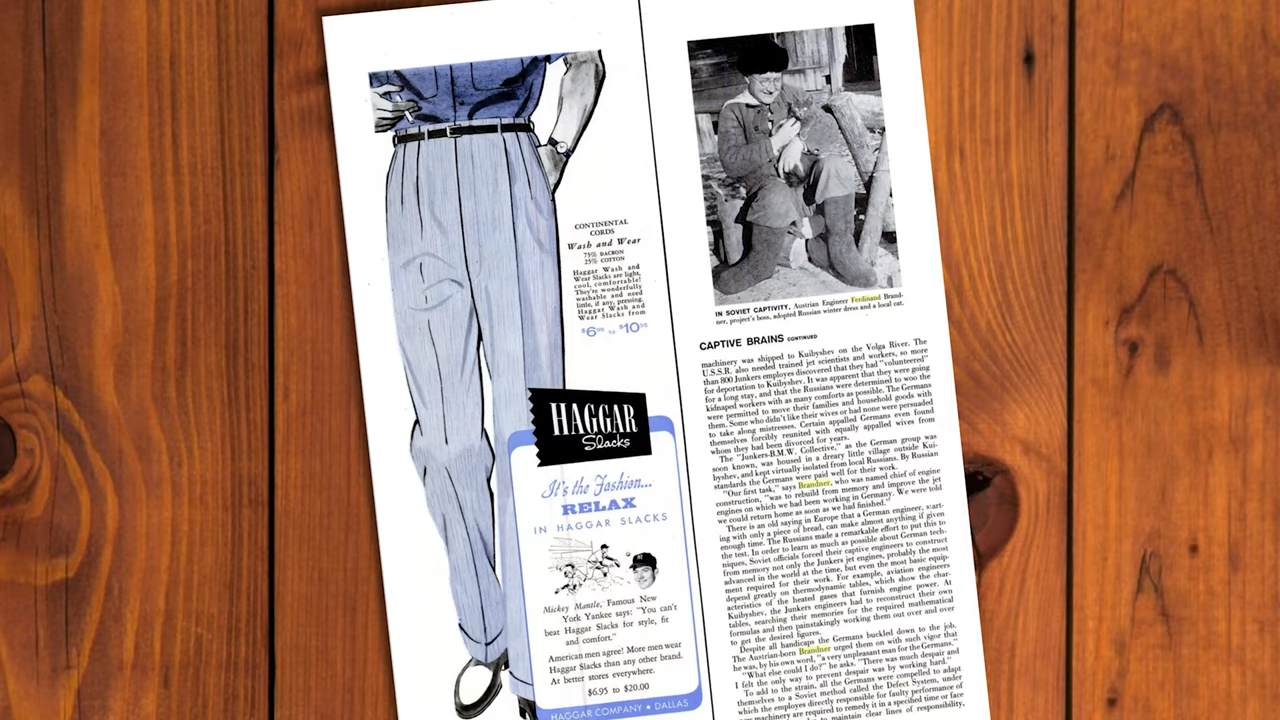 CONTINENTAL
CORDS
Wash and Wear
75% DACRON
25% COTTON
Haggar Wash and
Wear Slacks are light,
cool, comfortable!
They're wonderfully
washable and need
little, if any, pressing.
Haggar Wash and
Wear Slacks from
$6.95 to $10.95
HAGGAR
Slacks
It's the Fashion...
RELAX
IN HAGGAR SLACKS
Mickey Mantle, Famous New
York Yankee says: "You can't
beat Haggar Slacks for style, fit
and comfort."
American men agree! More men wear
Haggar Slacks than any other brand.
At better stores everywhere.
$6.95 to $20.00
HAGGAR COMPANY • DALLAS
IN SOVIET CAPTIVITY, Austrian Engineer Ferdinand Brand-
ner, project's boss, adopted Russian winter dress and a local cat.
CAPTIVE BRAINS CONTINUED
machinery was shipped to Kuibyshev on the Volga River. The
U.S.S.R. also needed trained jet scientists and workers, so more
than 800 Junkers employes discovered that they had "volunteered"
for deportation to Kuibyshev. It was apparent that they were going
for a long stay, and that the Russians were determined to woo the
kidnaped workers with as many comforts as possible. The Germans
were permitted to move their families and household goods with
them. Some who didn't like their wives or had none were persuaded
to take along mistresses. Certain appalled Germans even found
themselves forcibly reunited with equally appalled wives from
whom they had been divorced for years.
The "Junkers-B.M.W. Collective," as the German group was
soon known, was housed in a dreary little village outside Kui-
byshev, and kept virtually isolated from local Russians. By Russian
standards the Germans were paid well for their work.
"Our first task," says Brandner, who was named chief of engine
construction, "was to rebuild from memory and improve the jet
engines on which we had been working in Germany. We were told
we could return home as soon as we had finished."
There is an old saying in Europe that a German engineer, start-
ing with only a piece of bread, can make almost anything if given
enough time. The Russians made a remarkable effort to put this to
the test. In order to learn as much as possible about German tech-
niques, Soviet officials forced their captive engineers to construct
from memory not only the Junkers jet engines, probably the most
advanced in the world at the time, but even the most basic equip-
ment required for their work. For example, aviation engineers
depend greatly on thermodynamic tables, which show the char-
acteristics of the heated gases that furnish engine power. At
Kuibyshev, the Junkers engineers had to reconstruct their own
tables, searching their memories for the required mathematical
formulas and then painstakingly working them out over and over
to get the desired figures.
Despite all handicaps the Germans buckled down to the job.
The Austrian-born Brandner urged them on with such vigor that
he was, by his own word, "a very unpleasant man for the Germans."
"What else could I do?" he asks. "There was much despair and
I felt the only way to prevent despair was by working hard."
To add to the strain, all the Germans were compelled to adapt
themselves to a Soviet method called the Defect System, under
which the employes directly responsible for faulty performance of
machinery are required to remedy it in a specified time or face
to maintain clear lines of responsibility,